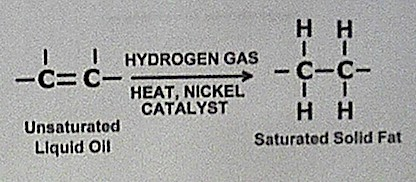 H H
HYDROGEN GAS
-C=C-
-C-C-
HEAT, NICKEL
CATALYST
H H
Unsaturated
Liquid Oil
Saturated Solid Fat